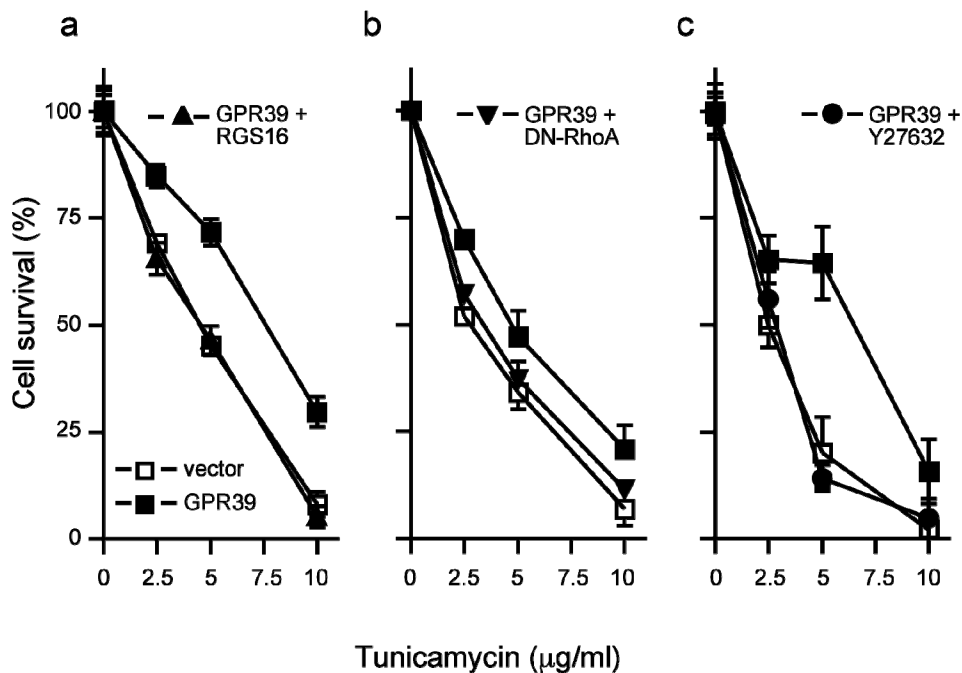 a
b
c
GPR39 +
RGS16
GPR39 +
DN-RhoA
GPR39 +
Y27632
Cell survival (%)
100
75
50
25
0
vector
GPR39
0 2.5 5 7.5 10
0 2.5 5 7.5 10
0 2.5 5 7.5 10
Tunicamycin (μg/ml)